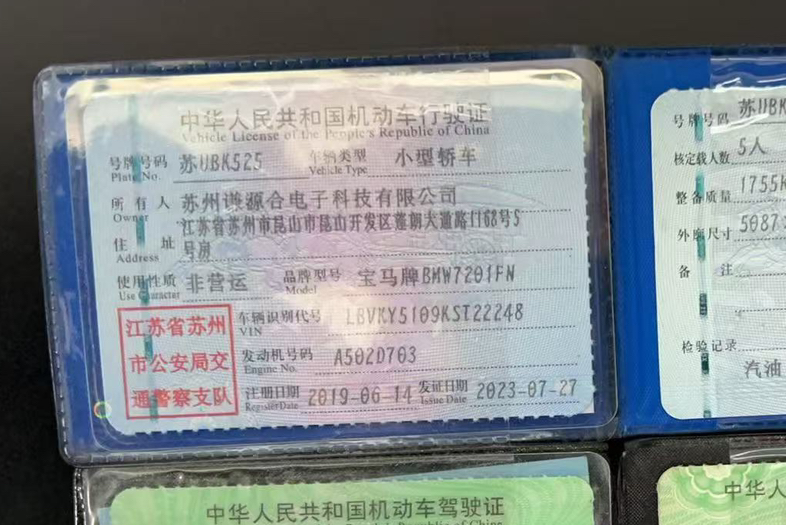 中华人民共和国机动车行驶证
Vehicle License of the People's Republic of China
号牌号码 苏UBK525 车辆类型 小型轿车
Plate No. Vehicle Type
所有人 苏州谦源合电子科技有限公司
Owner
江苏省苏州市昆山市昆山开发区蓬朗大通路1168号S
住址 号房
Address
使用性质 非营运 品牌型号 宝马牌BMW7201FN
Use Character Model
江苏省苏州
市公安局交
通警察支队
车辆识别代号 LBVKY5109KST22248
VIN
发动机号码 A502D763
Engine No.
注册日期 2019-06-14 发证日期 2023-07-27
Register Date Issue Date
号牌号码 苏UBK
核定载人数 5人
整备质量 1755k
外廓尺寸 5087
备注
检验记录
汽油
中华人民共和国机动车驾驶证
中华人